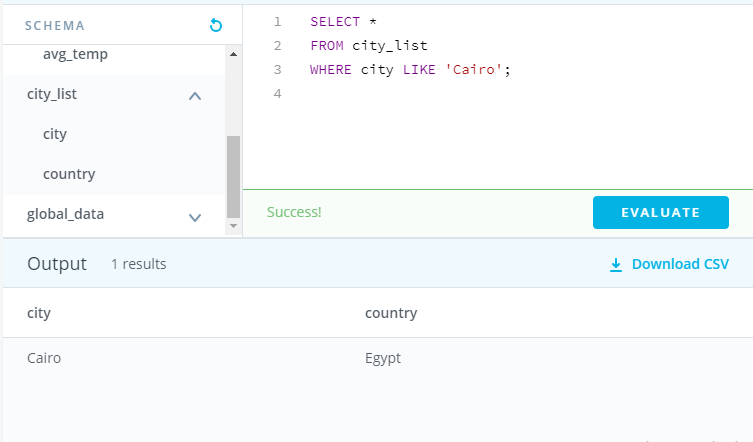 SCHEMA
avg_temp
city_list
city
country
global_data
1 SELECT *
2 FROM city_list
3 WHERE city LIKE 'Cairo';
4
Success!
EVALUATE
Output 1 results
Download CSV
city country
Cairo Egypt